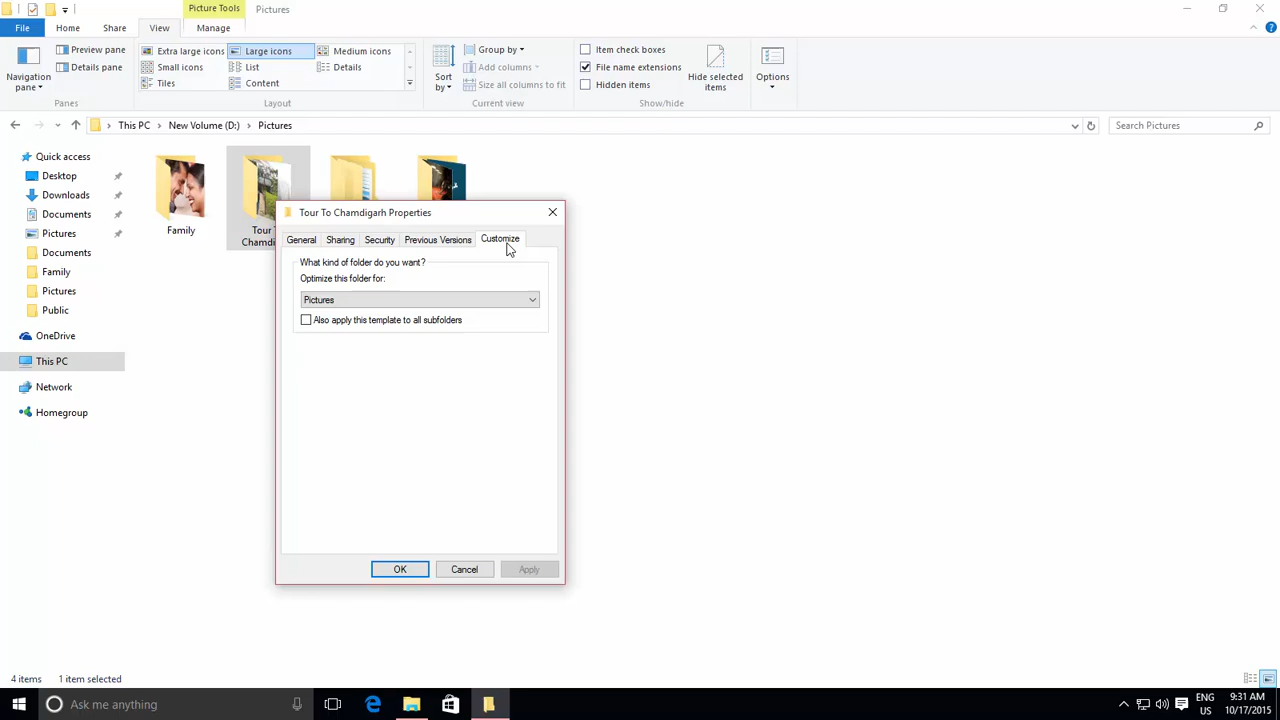 Picture Tools Pictures
File Home Share View Manage
Navigation pane
Preview pane
Details pane
Panes
Extra large icons Large icons Medium icons
Small icons List Details
Tiles Content
Layout
Sort by
Group by
Add columns
Size all columns to fit
Current view
Item check boxes
File name extensions
Hidden items
Hide selected items
Show/hide
Options
This PC New Volume (D:) Pictures
Search Pictures
Quick access
Desktop
Downloads
Documents
Pictures
Documents
Family
Pictures
Public
OneDrive
This PC
Network
Homegroup
Family
Tour
Chamdi
Tour To Chamdigarh Properties
General Sharing Security Previous Versions Customize
What kind of folder do you want?
Optimize this folder for:
Pictures
Also apply this template to all subfolders
OK Cancel Apply
4 items 1 item selected
Ask me anything
ENG
US
9:31 AM
10/17/2015